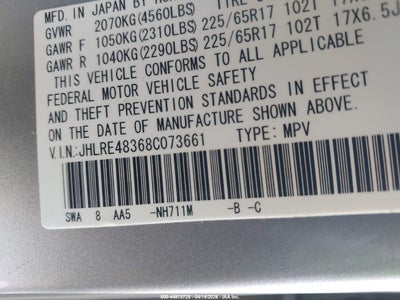 MFD. IN JAPAN BY
GVWR 2070KG(4560LBS)
GAWR F 1050KG(2310LBS) 225/65R17 102T 17X6.5J
GAWR R 1040KG(2290LBS) 225/65R17 102T 17X6.5J
THIS VEHICLE CONFORMS TO ALL APPLICABLE
FEDERAL MOTOR VEHICLE SAFETY
AND THEFT PREVENTION STANDARDS IN EFFECT
ON THE DATE OF MANUFACTURE SHOWN ABOVE.
V.I.N:JHLRE48368C073661 TYPE: MPV
SWA 8 AA5 -NH711M -B -C